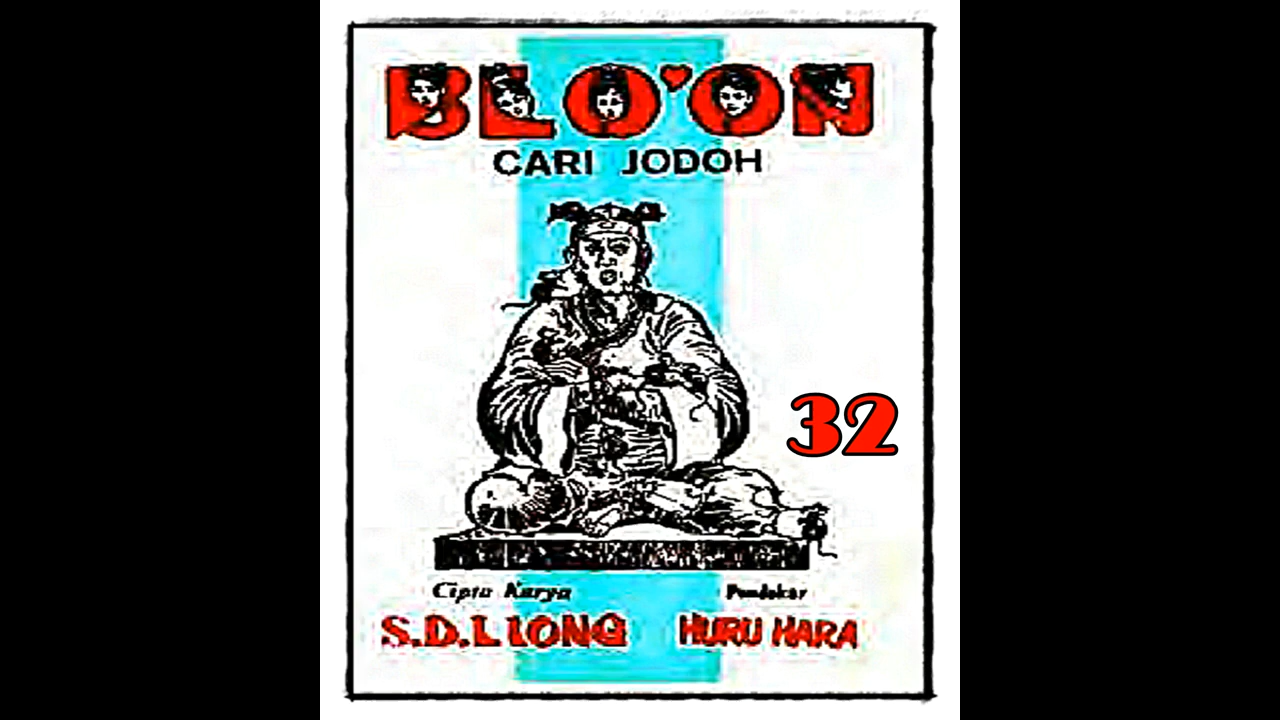 BLO'ON
CARI JODOH
32
Cipta Karya
Pendekar
S.D. LIONG
HURU HARA